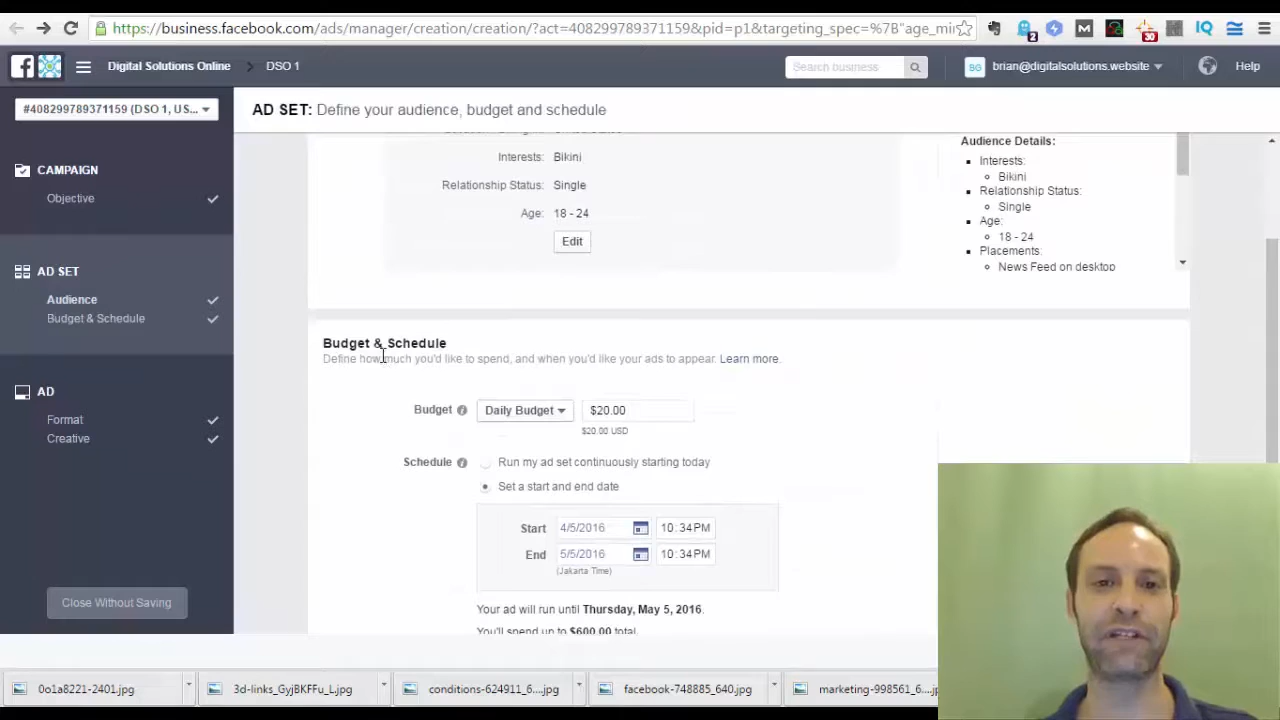 https://business.facebook.com/ads/manager/creation/creation/?act=408299789371159&pid=p1&targeting_spec=%7B"age_mi
2
30
Digital Solutions Online > DSO 1
Search business
SG
brian@digitalsolutions.website
Help
#408299789371159 (DSO 1, US...
AD SET: Define your audience, budget and schedule
CAMPAIGN
Objective
AD SET
Audience
Budget & Schedule
AD
Format
Creative
Close Without Saving
Interests: Bikini
Relationship Status: Single
Age: 18 - 24
Edit
Audience Details:
Interests:
Bikini
Relationship Status:
Single
Age:
18 - 24
Placements:
News Feed on desktop
Budget & Schedule
Define how much you'd like to spend, and when you'd like your ads to appear. Learn more.
Budget Daily Budget $20.00
$20.00 USD
Schedule Run my ad set continuously starting today
Set a start and end date
Start 4/5/2016 10:34PM
End 5/5/2016 10:34PM
(Jakarta Time)
Your ad will run until Thursday, May 5, 2016.
You'll spend up to $600.00 total.
0o1a8221-2401.jpg
3d-links_GyjBKFFu_L.jpg
conditions-624911_6....jpg
facebook-748885_640.jpg
marketing-998561_6....jp